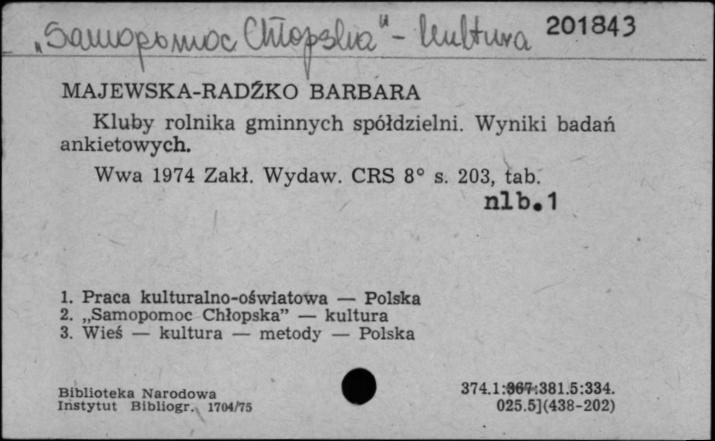 „Samopomoc Chłopska" - kultura 201843
MAJEWSKA-RADŹKO BARBARA
Kluby rolnika gminnych spółdzielni. Wyniki badań
ankietowych.
Wwa 1974 Zakł. Wydaw. CRS 8° s. 203, tab.
nlb.1
1. Praca kulturalno-oświatowa — Polska
2. „Samopomoc Chłopska” — kultura
3. Wieś — kultura — metody — Polska
Biblioteka Narodowa
Instytut Bibliogr. 1704/75
374.1:367:381.5:334.
025.5](438-202)